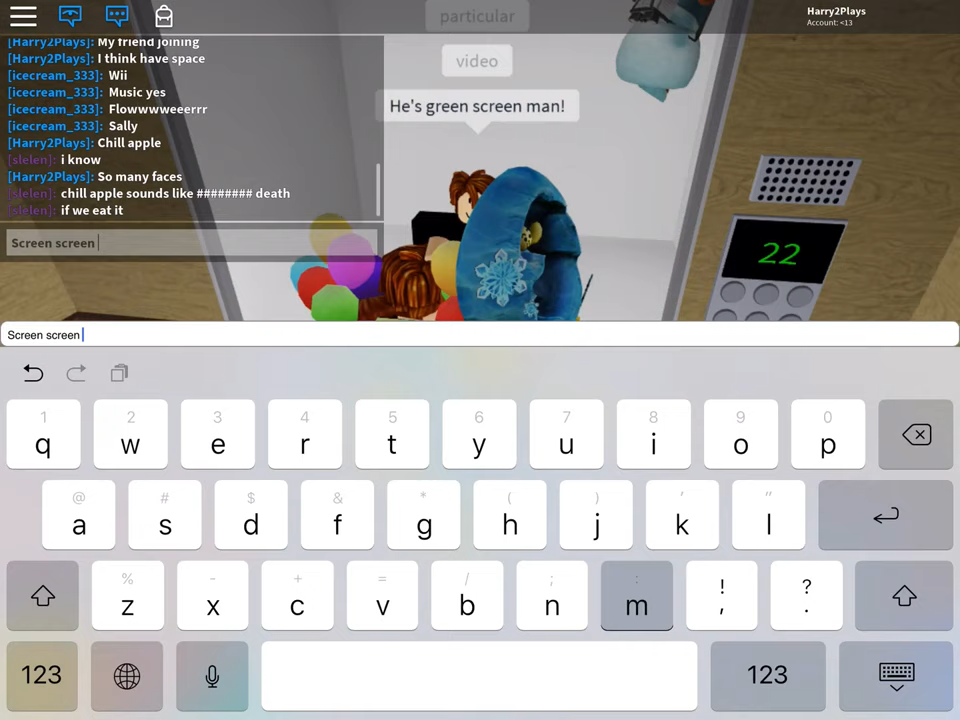 Harry2Plays
Account: <13
particular
video
He's green screen man!
[Harry2Plays]: My friend joining
[Harry2Plays]: I think have space
[icecream_333]: Wii
[icecream_333]: Music yes
[icecream_333]: Flowwwweeerrr
[icecream_333]: Sally
[Harry2Plays]: Chill apple
[slelen]: i know
[Harry2Plays]: So many faces
[slelen]: chill apple sounds like ######## death
[slelen]: if we eat it
Screen screen
22
Screen screen
1 2 3 4 5 6 7 8 9 0
q w e r t y u i o p
@ # $ & * ( ) ' "
a s d f g h j k l
% - + = / ; : ! ?
z x c v b n m , .
123 123